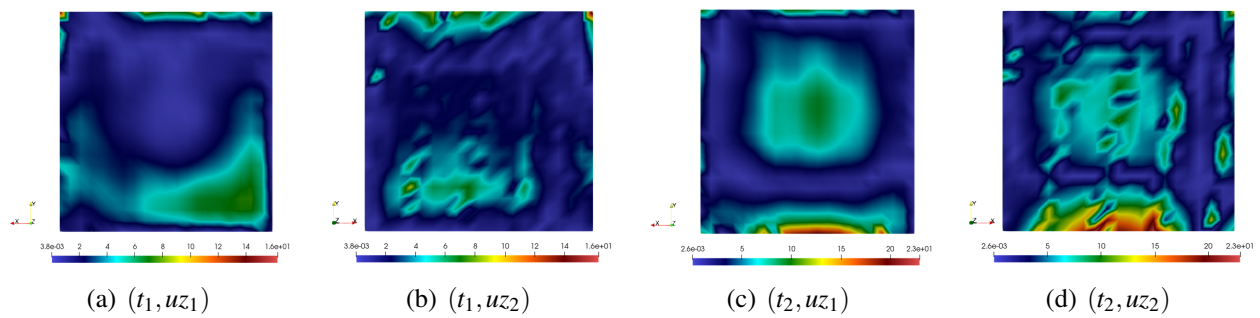 Y
X Z
3.8e-03 2 4 6 8 10 12 14 1.6e+01
Y
Z X
3.8e-03 2 4 6 8 10 12 14 1.6e+01
Y
X Z
2.6e-03 5 10 15 20 2.3e+01
Y
Z X
2.6e-03 5 10 15 20 2.3e+01
(a) (t₁, uz₁)
(b) (t₁, uz₂)
(c) (t₂, uz₁)
(d) (t₂, uz₂)